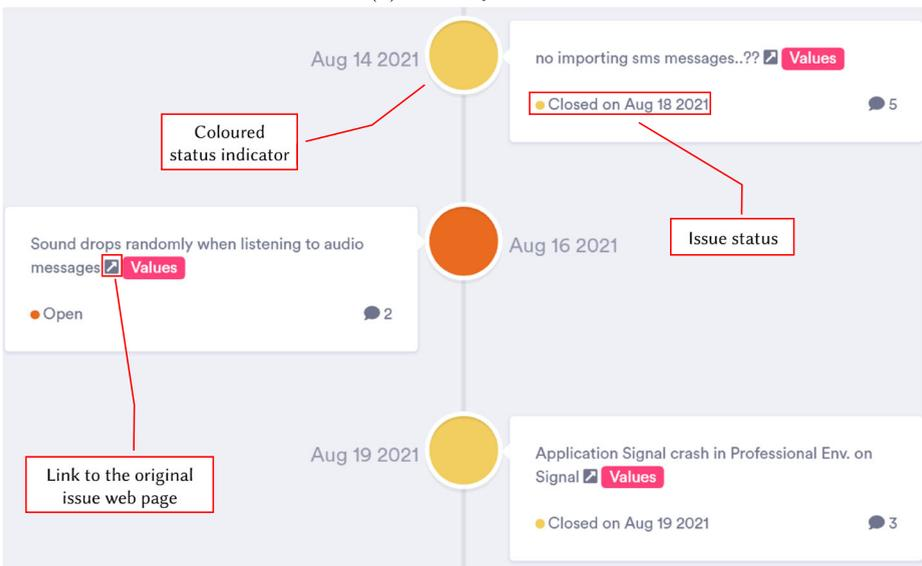 Aug 14 2021
no importing sms messages..?? Values
Closed on Aug 18 2021
5
Coloured
status indicator
Issue status
Sound drops randomly when listening to audio
messages Values
Open
2
Aug 16 2021
Link to the original
issue web page
Aug 19 2021
Application Signal crash in Professional Env. on
Signal Values
Closed on Aug 19 2021
3